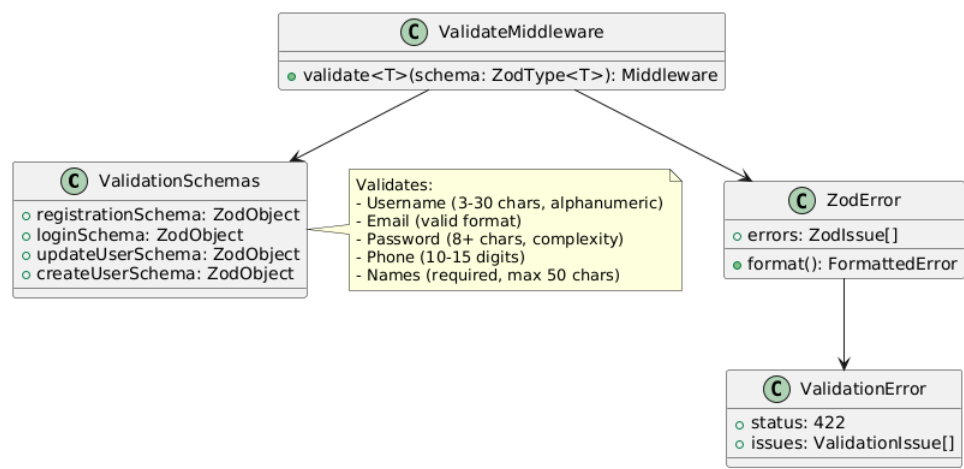 C ValidateMiddleware
validate<T>(schema: ZodType<T>): Middleware
C ValidationSchemas
registrationSchema: ZodObject
loginSchema: ZodObject
updateUserSchema: ZodObject
createUserSchema: ZodObject
Validates:
- Username (3-30 chars, alphanumeric)
- Email (valid format)
- Password (8+ chars, complexity)
- Phone (10-15 digits)
- Names (required, max 50 chars)
C ZodError
errors: ZodIssue[]
format(): FormattedError
C ValidationError
status: 422
issues: ValidationIssue[]